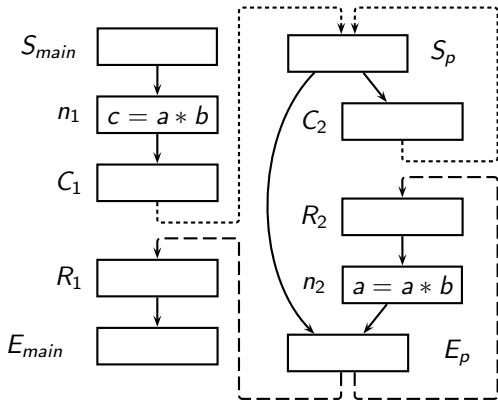 S_main
n_1
c = a ∗ b
C_1
R_1
E_main
S_p
C_2
R_2
n_2
a = a ∗ b
E_p